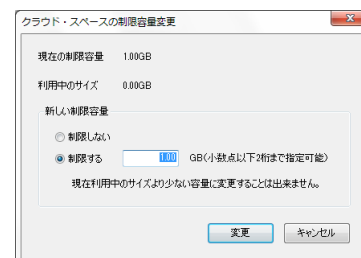 クラウド・スペースの制限容量変更
現在の制限容量 1.00GB
利用中のサイズ 0.00GB
新しい制限容量
制限しない
制限する 1.00 GB(小数点以下2桁まで指定可能)
現在利用中のサイズより少ない容量に変更することは出来ません。
変更 キャンセル